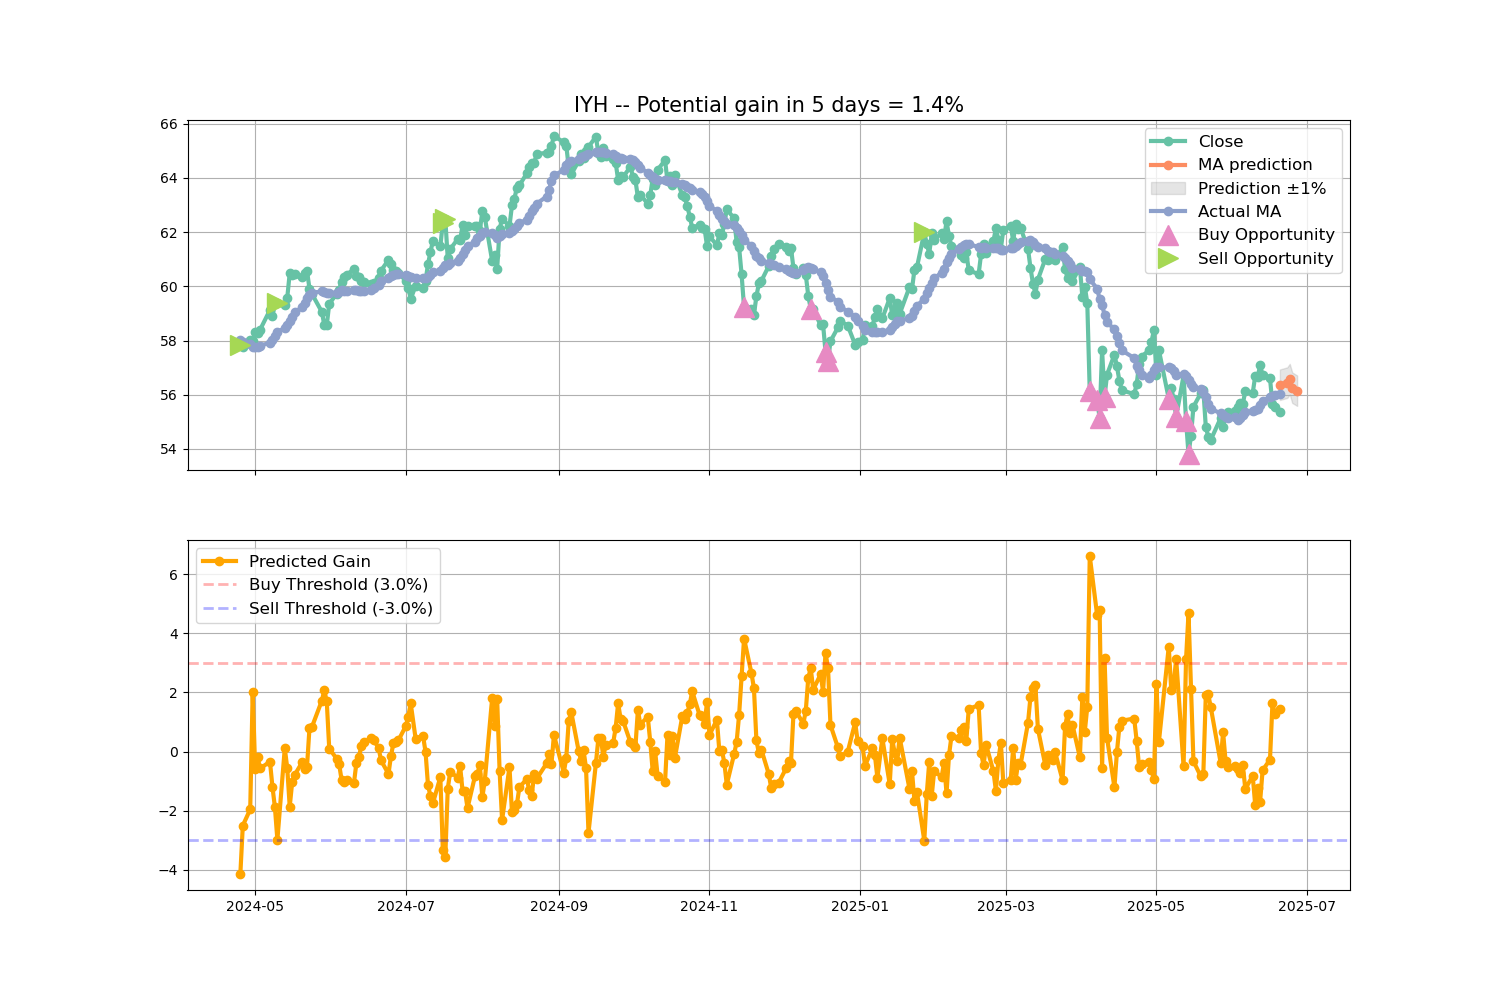 IYH -- Potential gain in 5 days = 1.4%
66
64
62
60
58
56
54
Close
MA prediction
Prediction ±1%
Actual MA
Buy Opportunity
Sell Opportunity
6
4
2
0
−2
−4
Predicted Gain
Buy Threshold (3.0%)
Sell Threshold (-3.0%)
2024-05
2024-07
2024-09
2024-11
2025-01
2025-03
2025-05
2025-07